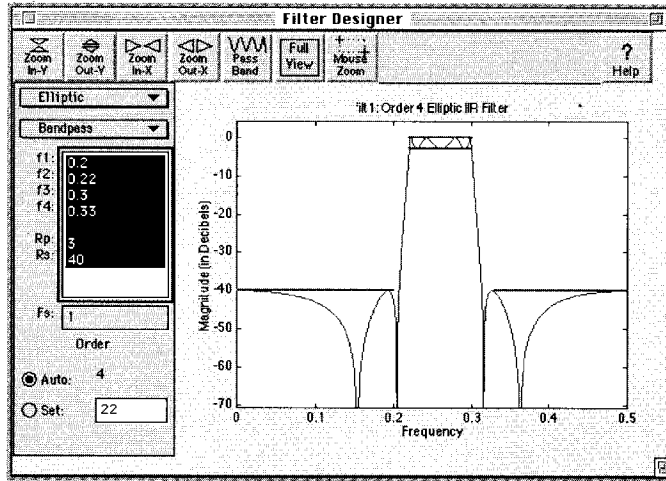 Filter Designer
Zoom In-Y
Zoom Out-Y
Zoom In-X
Zoom Out-X
Pass Band
Full View
Mouse Zoom
? Help
Elliptic
Bandpass
f1: 0.2
f2: 0.22
f3: 0.3
f4: 0.33
Rp: 3
Rs: 40
Fs: 1
Order
Auto: 4
Set: 22
filt1: Order 4 Elliptic IIR Filter
Magnitude (in Decibels)
0
-10
-20
-30
-40
-50
-60
-70
0
0.1
0.2
0.3
0.4
0.5
Frequency